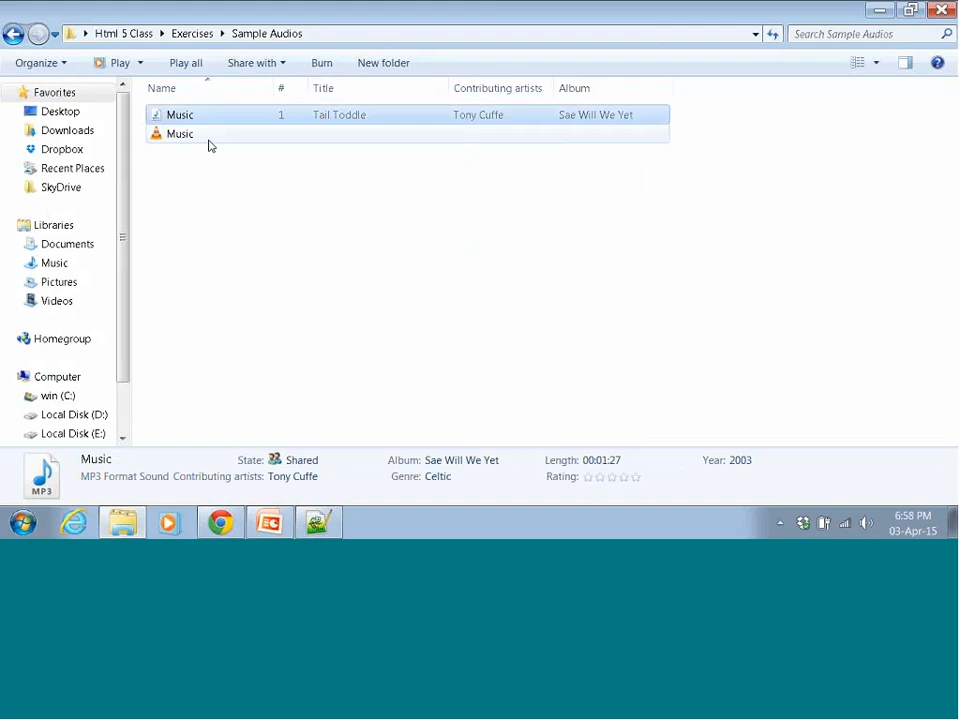 Html 5 Class Exercises Sample Audios Search Sample Audios
Organize Play Play all Share with Burn New folder
Favorites
Desktop
Downloads
Dropbox
Recent Places
SkyDrive
Libraries
Documents
Music
Pictures
Videos
Homegroup
Computer
win (C:)
Local Disk (D:)
Local Disk (E:)
Name # Title Contributing artists Album
Music 1 Tail Toddle Tony Cuffe Sae Will We Yet
Music
MP3
Music State: Shared Album: Sae Will We Yet Length: 00:01:27 Year: 2003
MP3 Format Sound Contributing artists: Tony Cuffe Genre: Celtic Rating:
6:58 PM
03-Apr-15